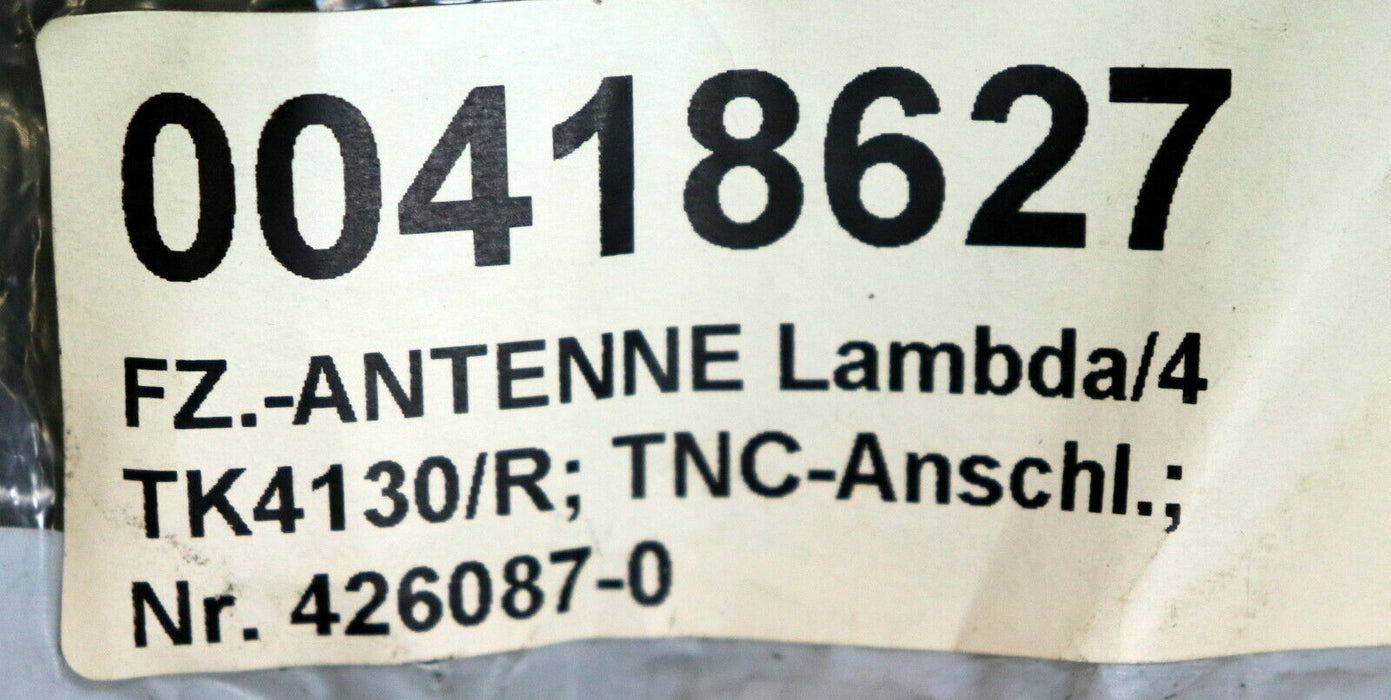 00418627
FZ.-ANTENNE Lambda/4
TK4130/R; TNC-Anschl.;
Nr. 426087-0